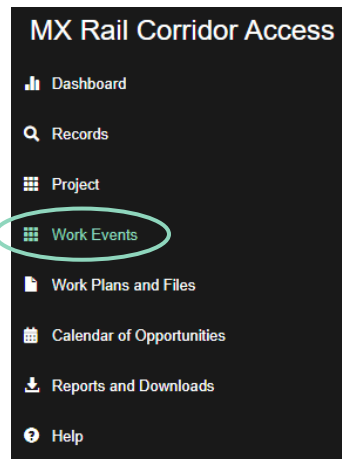 MX Rail Corridor Access
Dashboard
Records
Project
Work Events
Work Plans and Files
Calendar of Opportunities
Reports and Downloads
Help